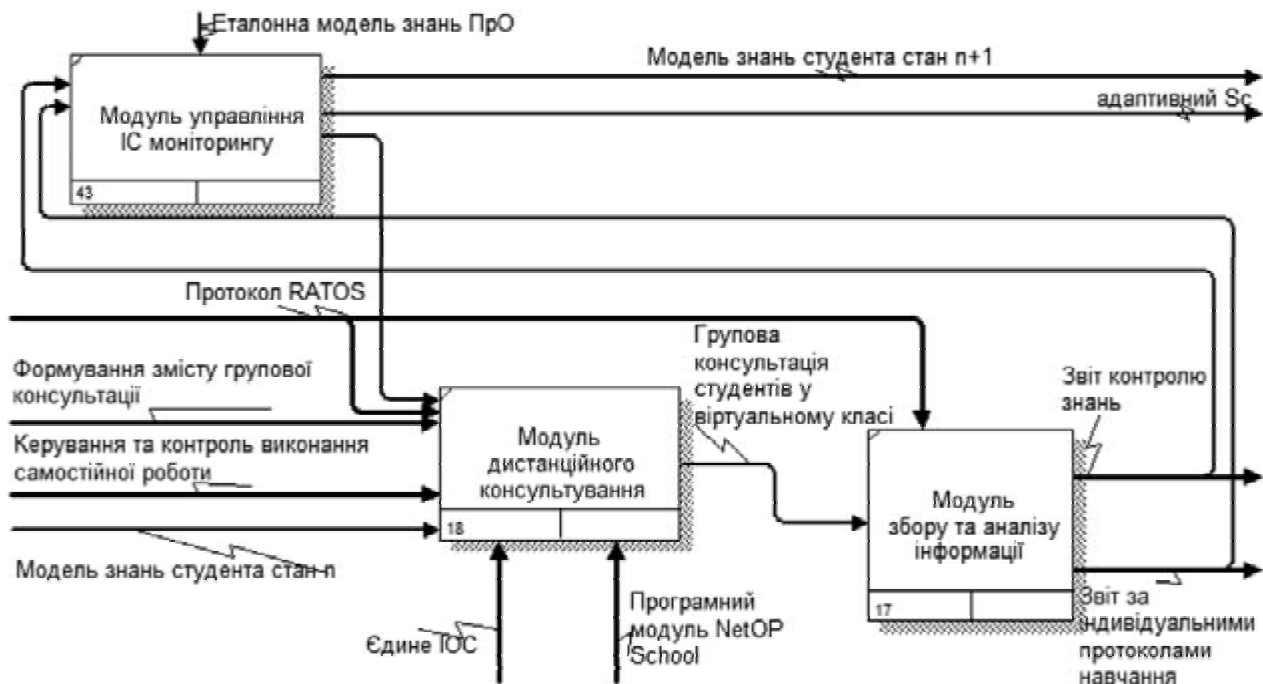 Еталонна модель знань ПрО
Модель знань студента стан n+1
адаптивний Sc
Модуль управління
ІС моніторингу
43
Протокол RATOS
Формування змісту групової
консультації
Керування та контроль виконання
самостійної роботи
Модель знань студента стан n
Модуль
дистанційного
консультування
18
Групова
консультація
студентів у
віртуальному класі
Звіт контролю
знань
Модуль
збору та аналізу
інформації
17
Єдине ІОС
Програмний
модуль NetOP
School
Звіт за
індивідуальними
протоколами
навчання